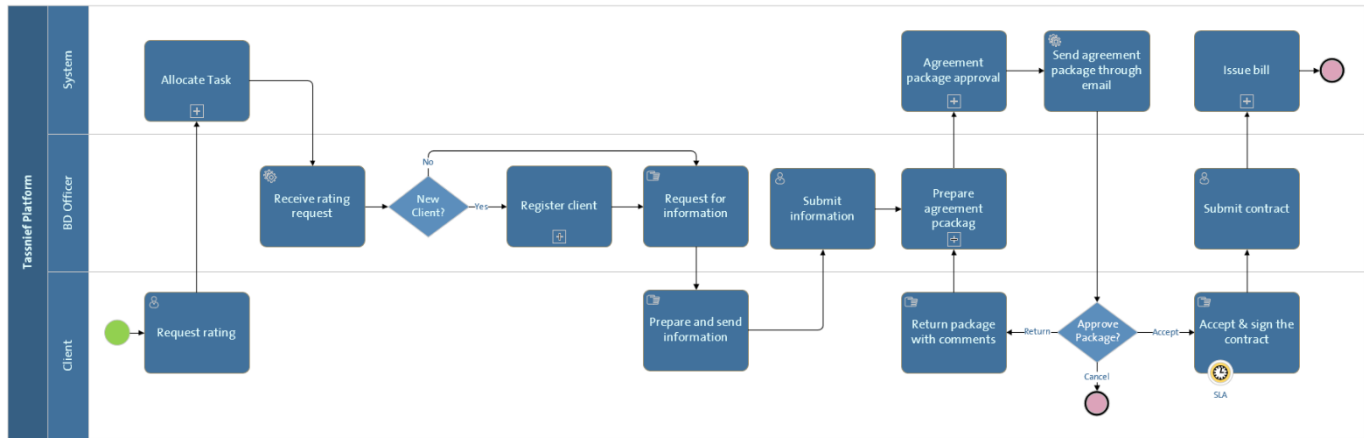 Tassnief Platform
System
Allocate Task
Agreement
package approval
Send agreement
package through
email
Issue bill
BD Officer
Receive rating
request
New
Client?
No
Yes
Register client
Request for
information
Submit
information
Prepare
agreement
pcackag
Submit contract
Client
Request rating
Prepare and send
information
Return package
with comments
Return
Approve
Package?
Accept
Cancel
Accept & sign the
contract
SLA